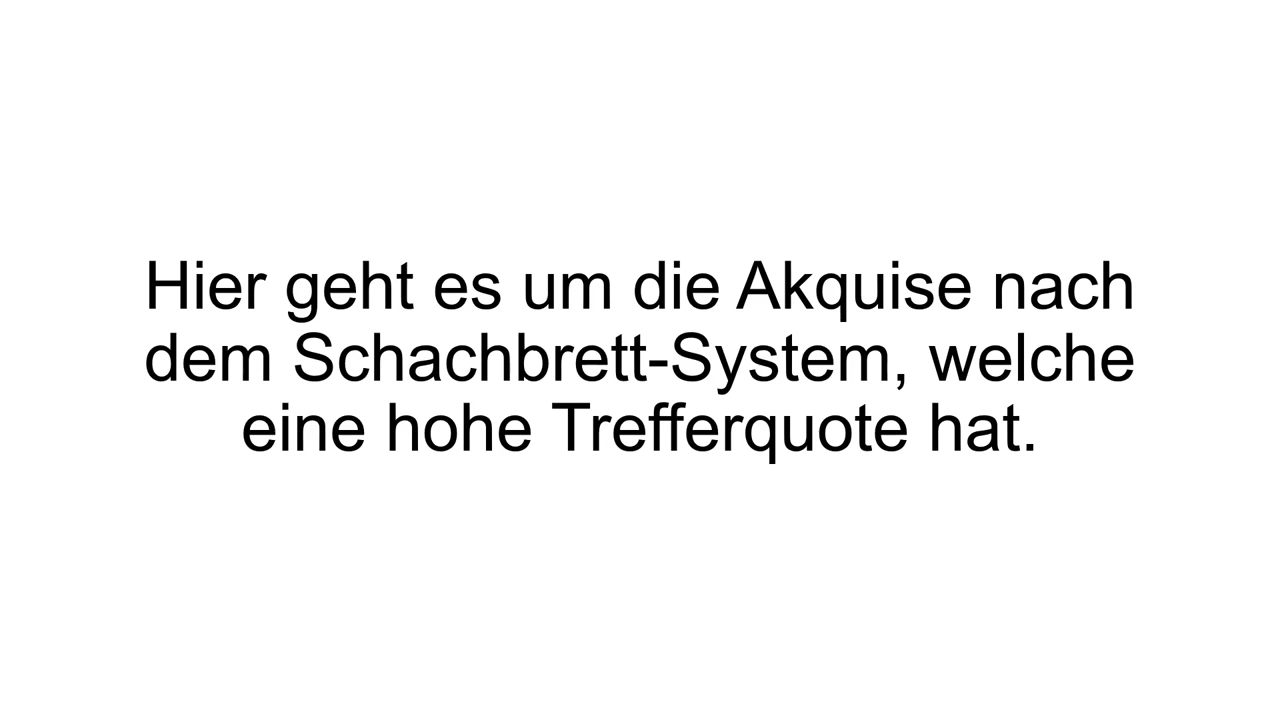 Hier geht es um die Akquise nach
dem Schachbrett-System, welche
eine hohe Trefferquote hat.